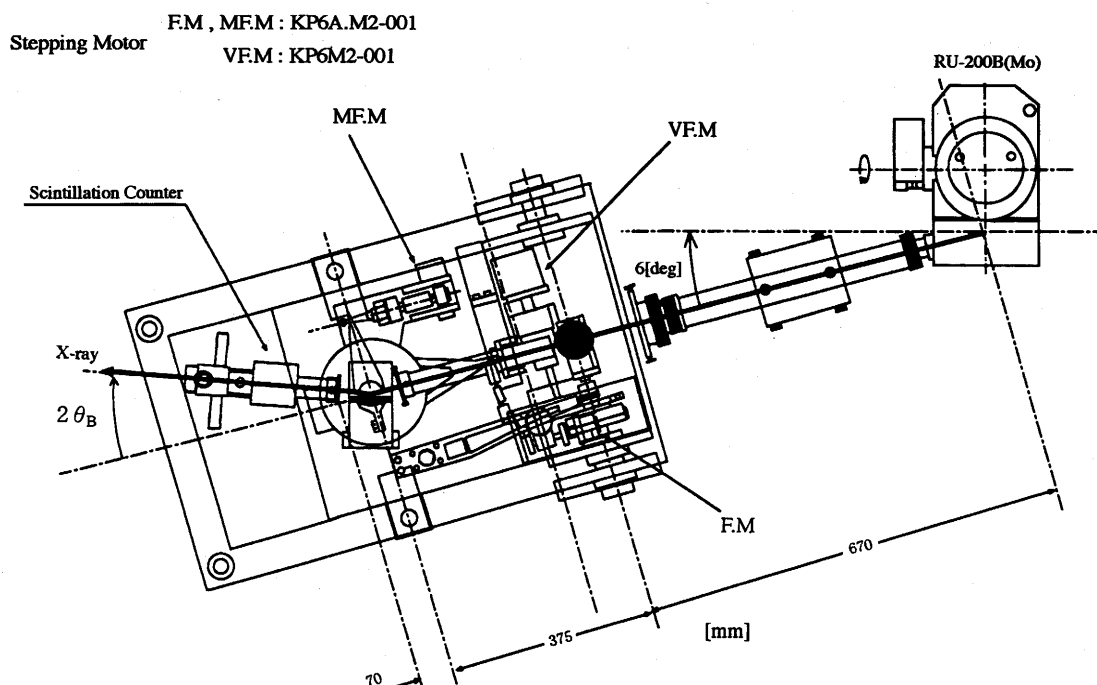 F.M , MF.M : KP6A.M2-001
Stepping Motor
VF.M : KP6M2-001
RU-200B(Mo)
MF.M
VF.M
Scintillation Counter
6[deg]
X-ray
2 θB
F.M
670
375
[mm]
70